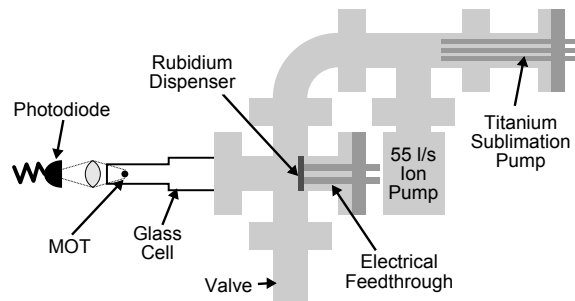 Rubidium
Dispenser
Photodiode
Titanium
Sublimation
Pump
55 l/s
Ion
Pump
MOT
Glass
Cell
Electrical
Feedthrough
Valve